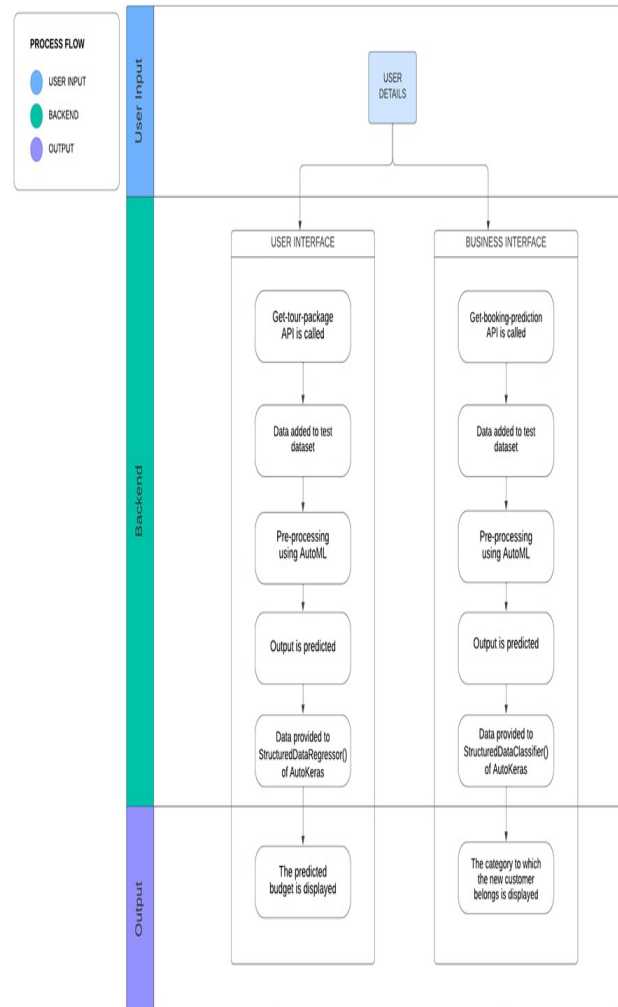 PROCESS FLOW
USER INPUT
BACKEND
OUTPUT
User Input
USER
DETAILS
Backend
USER INTERFACE
Get-tour-package
API is called
Data added to test
dataset
Pre-processing
using AutoML
Output is predicted
Data provided to
StructuredDataRegressor()
of AutoKeras
BUSINESS INTERFACE
Get-booking-prediction
API is called
Data added to test
dataset
Pre-processing
using AutoML
Output is predicted
Data provided to
StructuredDataClassifier()
of AutoKeras
Output
The predicted
budget is displayed
The category to which
the new customer
belongs is displayed